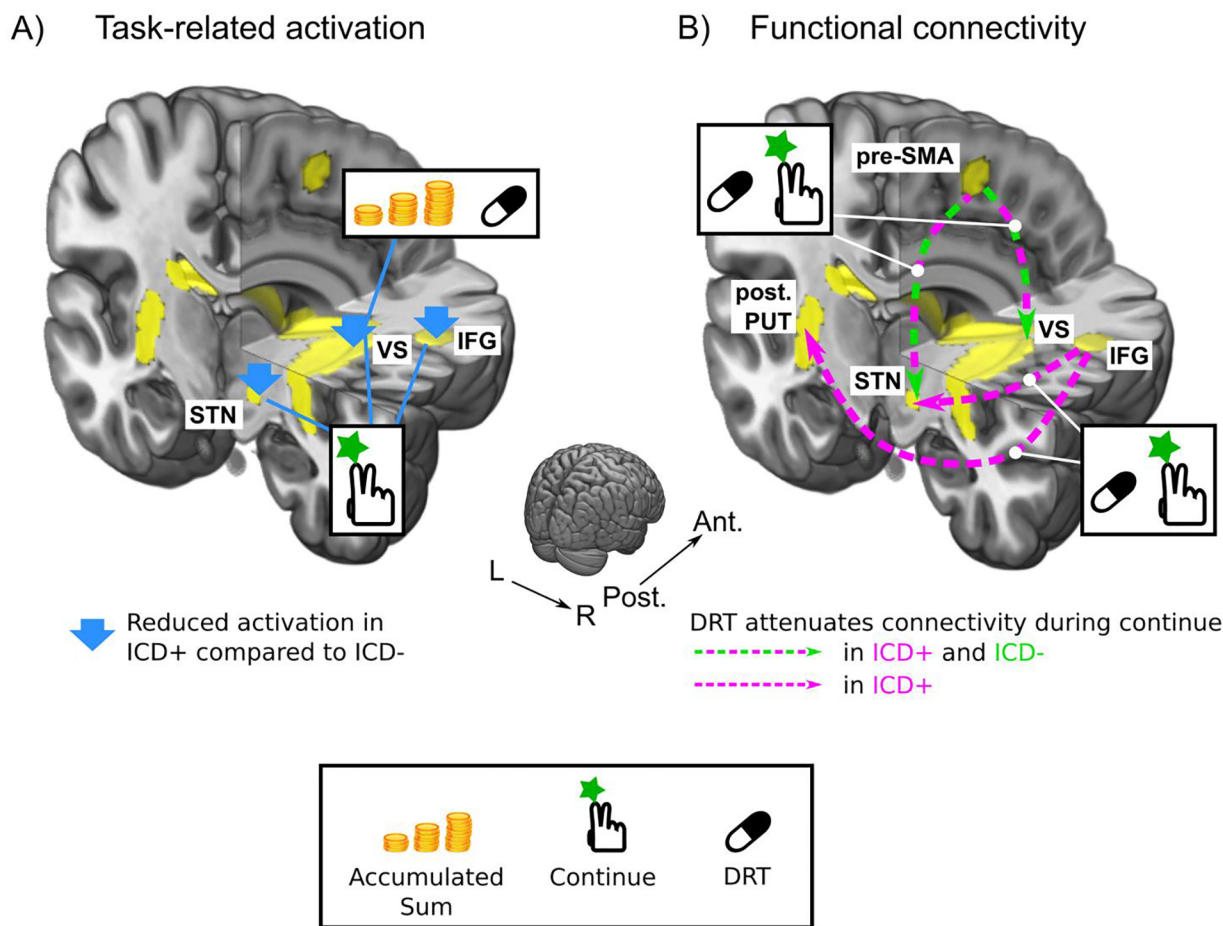 A) Task-related activation
B) Functional connectivity
VS
IFG
STN
pre-SMA
post.
PUT
VS
IFG
STN
L
R
Post.
Ant.
Reduced activation in
ICD+ compared to ICD-
DRT attenuates connectivity during continue
in ICD+ and ICD-
in ICD+
Accumulated
Sum
Continue
DRT